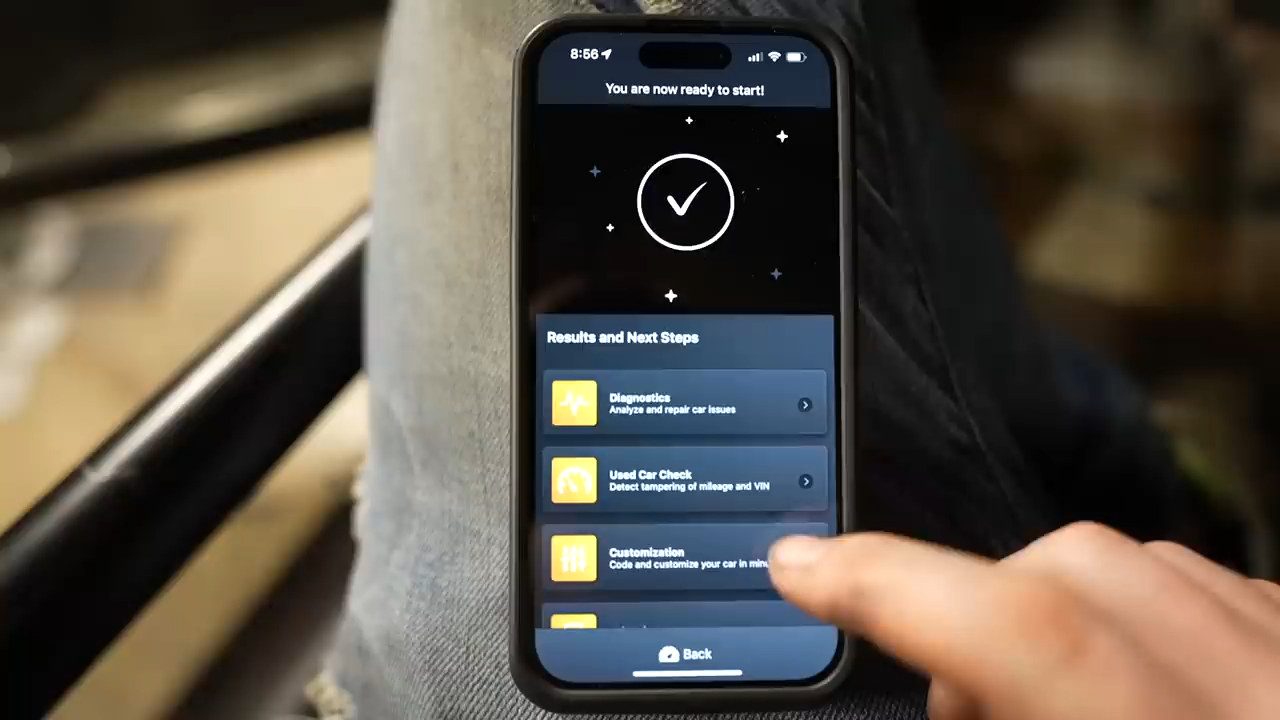 8:56
You are now ready to start!
Results and Next Steps
Diagnostics
Analyze and repair car issues
Used Car Check
Detect tampering of mileage and VIN
Customization
Code and customize your car in
Back